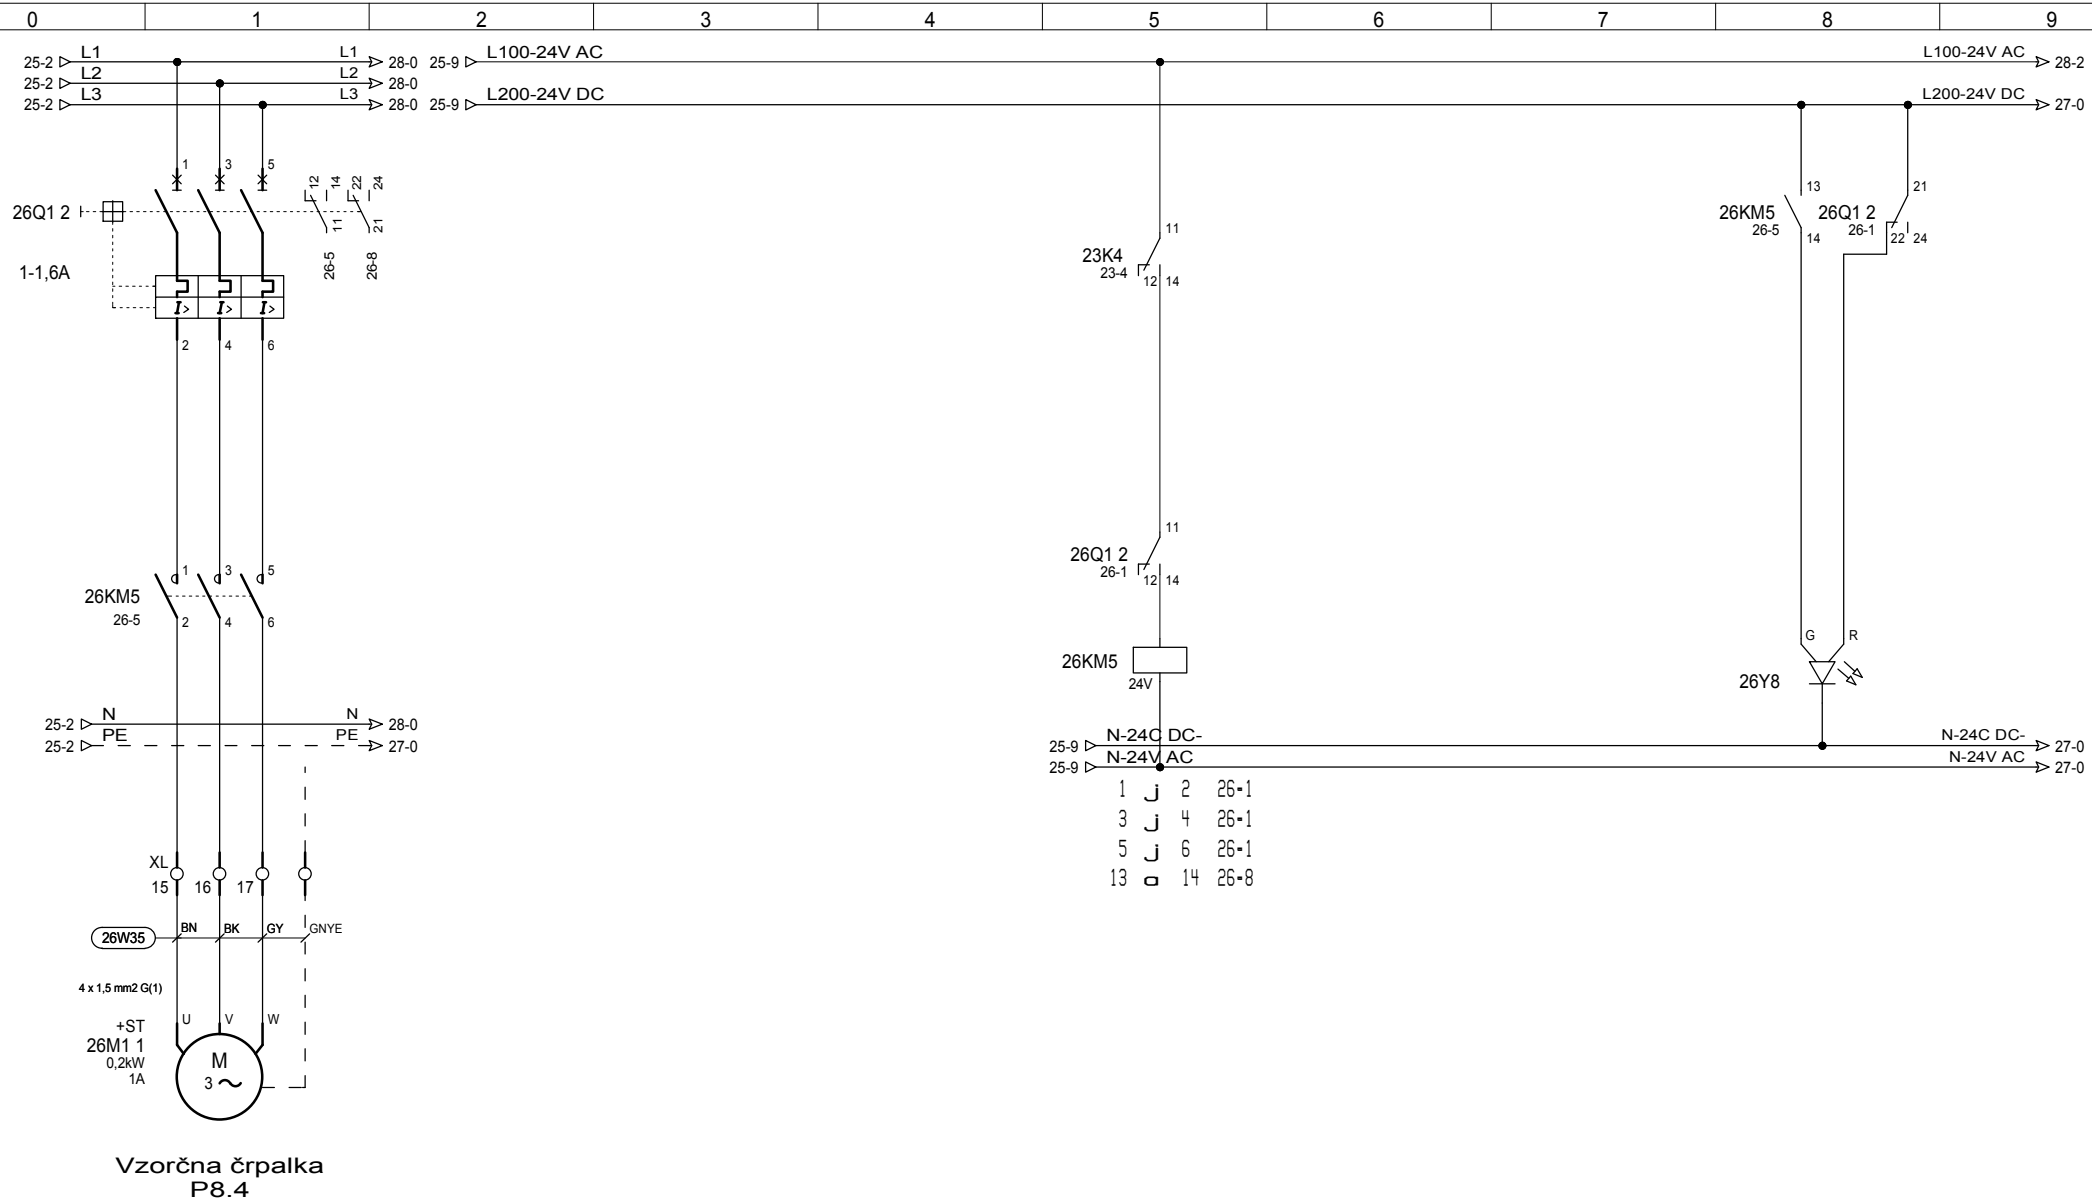 0 1 2 3 4 5 6 7 8 9
25-2 L1 L1 28-0 25-9 L100-24V AC L100-24V AC 28-2
25-2 L2 L2 28-0
25-2 L3 L3 28-0 25-9 L200-24V DC L200-24V DC 27-0
1 3 5 12 14 22 24
26Q1 2 11 21
26-5 26-8
1-1,6A
I> I> I>
2 4 6
11
23K4
23-4 12 14
13 21
26KM5 26Q1 2
26-5 14 26-1 22 24
11
26Q1 2
26-1 12 14
1 3 5
26KM5
26-5 2 4 6
26KM5
24V
G R
26Y8
25-2 N N 28-0
25-2 PE PE 27-0
25-9 N-24C DC- N-24C DC- 27-0
25-9 N-24V AC N-24V AC 27-0
1 2 26-1
3 4 26-1
5 6 26-1
13 14 26-8
XL
15 16 17
26W35 BN BK GY GNYE
4 x 1,5 mm2 G(1)
+ST U V W
26M1 1
0,2kW
1A
M
3
Vzorčna črpalka
P8.4